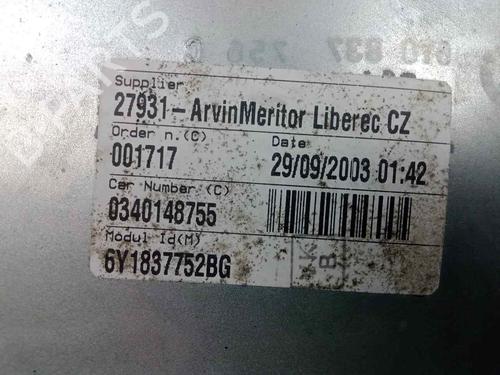 Supplier
27931-ArvinMeritor Liberec CZ
Order n.(C)
Date
001717
29/09/2003 01:42
Car Number (C)
0340148755
Modul Id(M)
6Y1837752BG